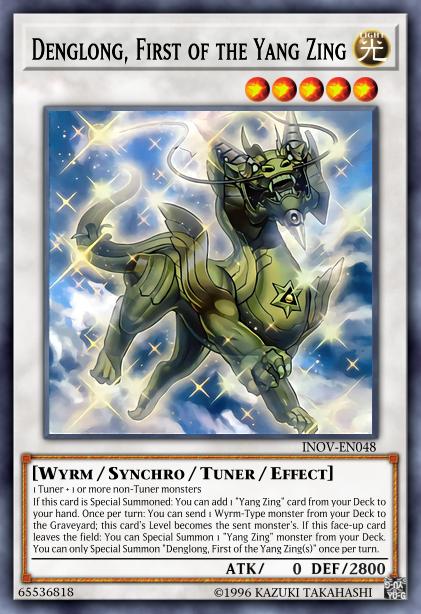 DENGLONG, FIRST OF THE YANG ZING
LIGHT
光
INOV-EN048
[WYRM / SYNCHRO / TUNER / EFFECT]
1 Tuner + 1 or more non-Tuner monsters
If this card is Special Summoned: You can add 1 "Yang Zing" card from your Deck to
your hand. Once per turn: You can send 1 Wyrm-Type monster from your Deck to
the Graveyard; this card's Level becomes the sent monster's. If this face-up card
leaves the field: You can Special Summon 1 "Yang Zing" monster from your Deck.
You can only Special Summon "Denglong, First of the Yang Zing(s)" once per turn.
ATK/ 0 DEF/2800
65536818
©1996 KAZUKI TAKAHASHI